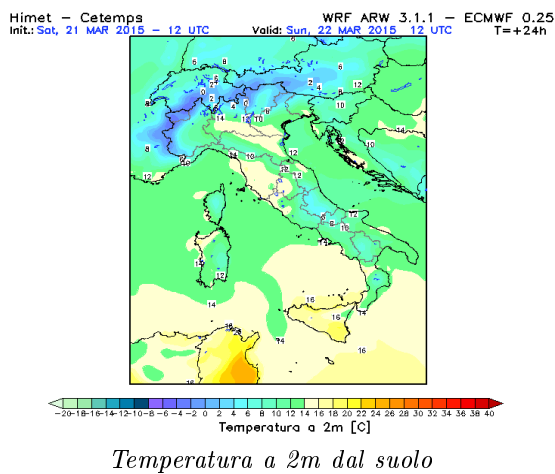 Himet – Cetemps
WRF ARW 3.1.1 – ECMWF 0.25
Init.: Sat, 21 MAR 2015 – 12 UTC
Valid: Sun, 22 MAR 2015 12 UTC
T=+24h
-20-18-16-14-12-10-8 -6 -4 -2 0 2 4 6 8 10 12 14 16 18 20 22 24 26 28 30 32 34 36 38 40
Temperatura a 2m [C]
Temperatura a 2m dal suolo